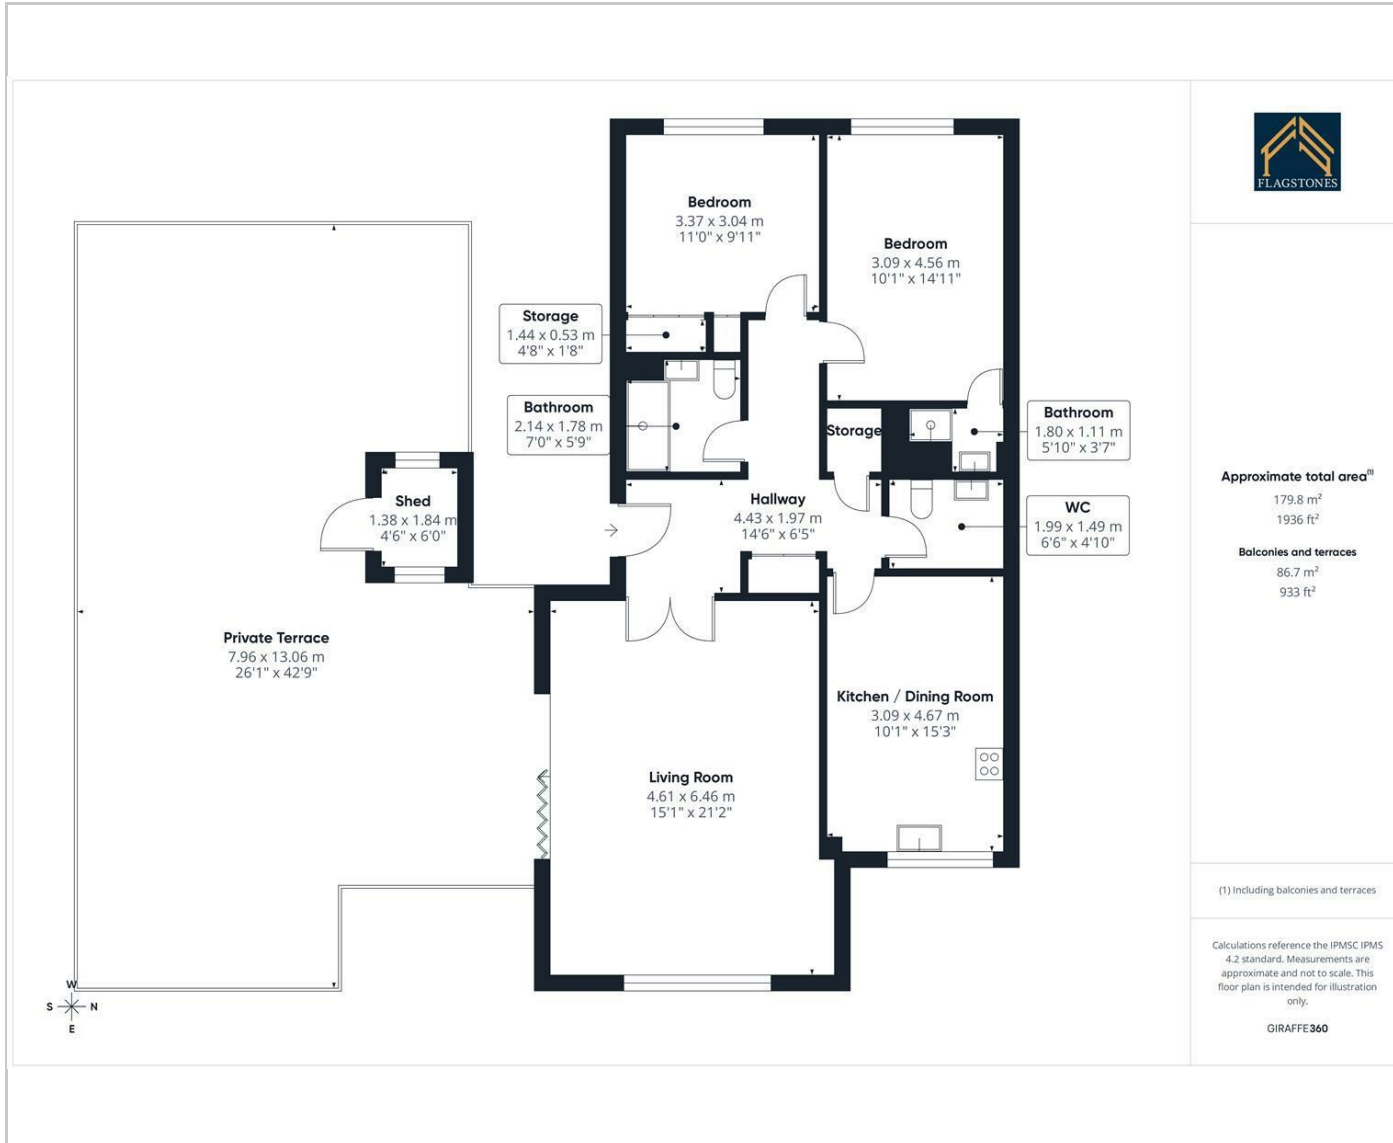 FLAGSTONES
Bedroom
3.37 x 3.04 m
11'0" x 9'11"
Bedroom
3.09 x 4.56 m
10'1" x 14'11"
Storage
1.44 x 0.53 m
4'8" x 1'8"
Bathroom
2.14 x 1.78 m
7'0" x 5'9"
Storage
Bathroom
1.80 x 1.11 m
5'10" x 3'7"
Shed
1.38 x 1.84 m
4'6" x 6'0"
Hallway
4.43 x 1.97 m
14'6" x 6'5"
WC
1.99 x 1.49 m
6'6" x 4'10"
Private Terrace
7.96 x 13.06 m
26'1" x 42'9"
Kitchen / Dining Room
3.09 x 4.67 m
10'1" x 15'3"
Living Room
4.61 x 6.46 m
15'1" x 21'2"
W
S N
E
Approximate total area(1)
179.8 m²
1936 ft²
Balconies and terraces
86.7 m²
933 ft²
(1) Including balconies and terraces
Calculations reference the IPMSC IPMS
4.2 standard. Measurements are
approximate and not to scale. This
floor plan is intended for illustration
only.
GIRAFFE360